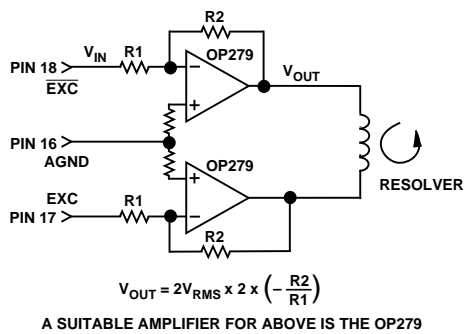 R2
OP279
V_IN R1
V_OUT
PIN 18
EXC
PIN 16
AGND
RESOLVER
OP279
EXC
R1
PIN 17
R2
V_OUT = 2V_RMS x 2 x (− R2/R1)
A SUITABLE AMPLIFIER FOR ABOVE IS THE OP279